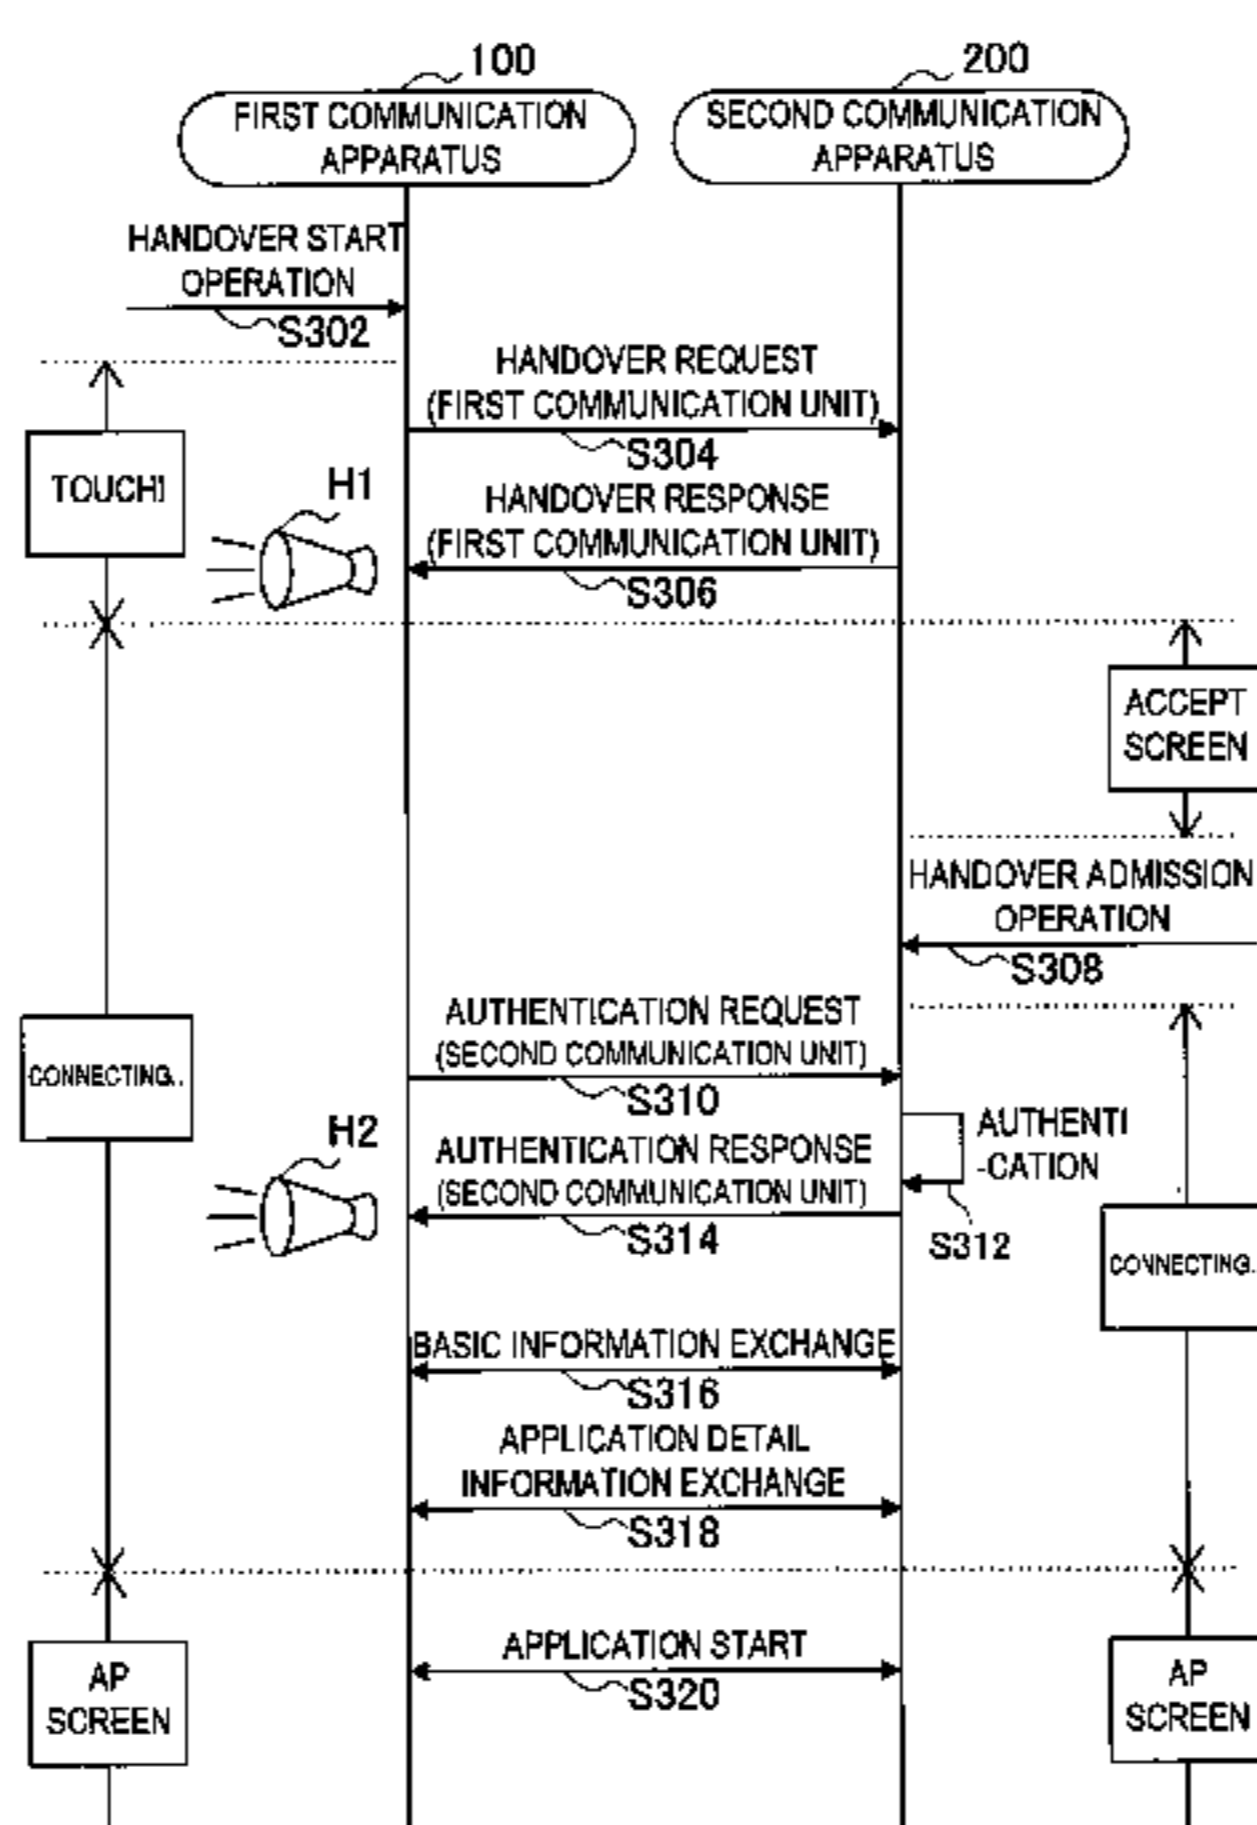 100
200
FIRST COMMUNICATION
APPARATUS
SECOND COMMUNICATION
APPARATUS
HANDOVER START
OPERATION
S302
HANDOVER REQUEST
(FIRST COMMUNICATION UNIT)
S304
TOUCH!
H1
HANDOVER RESPONSE
(FIRST COMMUNICATION UNIT)
S306
ACCEPT
SCREEN
HANDOVER ADMISSION
OPERATION
S308
AUTHENTICATION REQUEST
(SECOND COMMUNICATION UNIT)
S310
CONNECTING..
H2
AUTHENTI
-CATION
S312
AUTHENTICATION RESPONSE
(SECOND COMMUNICATION UNIT)
S314
CONNECTING..
BASIC INFORMATION EXCHANGE
S316
APPLICATION DETAIL
INFORMATION EXCHANGE
S318
APPLICATION START
S320
AP
SCREEN
AP
SCREEN